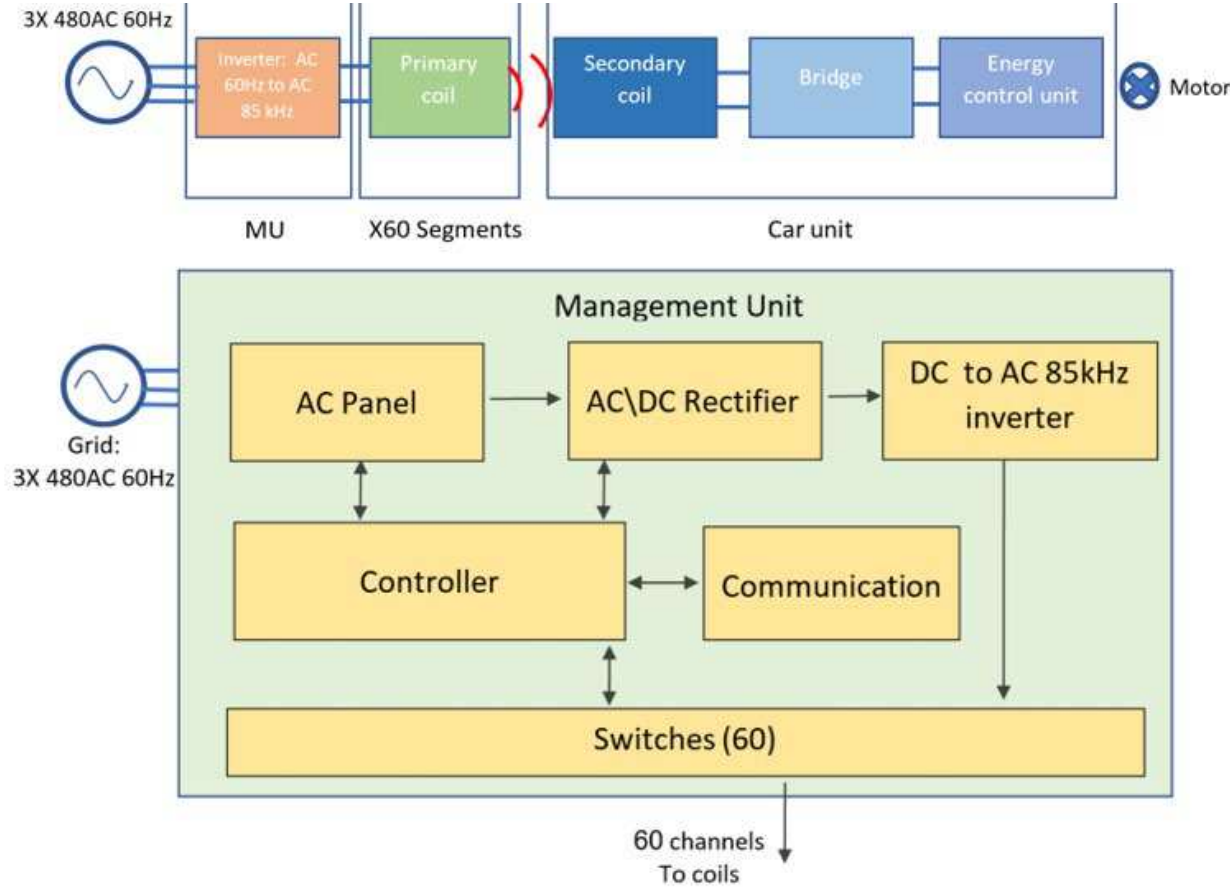 3X 480AC 60Hz
Inverter: AC
60Hz to AC
85 kHz
Primary
coil
Secondary
coil
Bridge
Energy
control unit
Motor
MU
X60 Segments
Car unit
Management Unit
AC Panel
AC\DC Rectifier
DC to AC 85kHz
inverter
Grid:
3X 480AC 60Hz
Controller
Communication
Switches (60)
60 channels
To coils